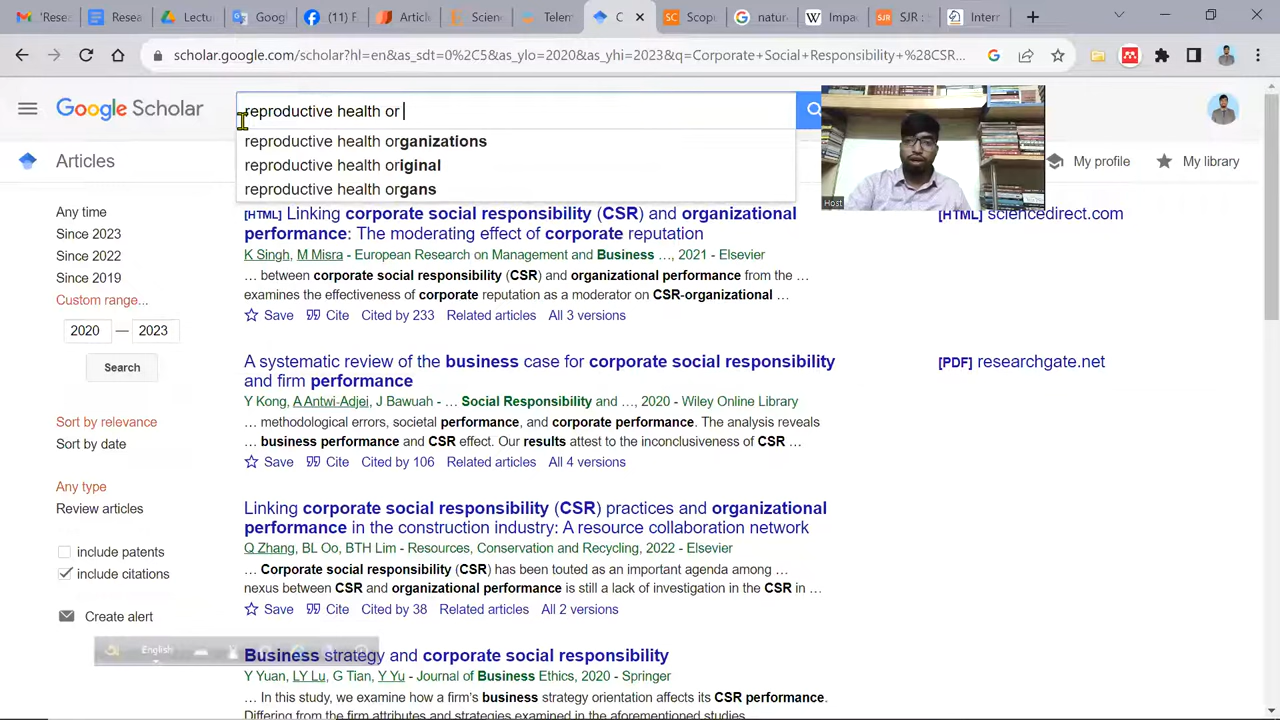 Lectu
Goog
(11) F
Articl
Scienc
Telem
C
Scop
natur
Impa
SJR :
Interr
scholar.google.com/scholar?hl=en&as_sdt=0%2C5&as_ylo=2020&as_yhi=2023&q=Corporate+Social+Responsibility+%28CSR...
Google Scholar
reproductive health or
reproductive health organizations
reproductive health original
reproductive health organs
Host
Articles
My profile
My library
Any time
Since 2023
Since 2022
Since 2019
Custom range...
2020 — 2023
Search
Sort by relevance
Sort by date
Any type
Review articles
include patents
include citations
Create alert
English
[HTML] Linking corporate social responsibility (CSR) and organizational
performance: The moderating effect of corporate reputation
K Singh, M Misra - European Research on Management and Business …, 2021 - Elsevier
… between corporate social responsibility (CSR) and organizational performance from the …
examines the effectiveness of corporate reputation as a moderator on CSR-organizational …
Save Cite Cited by 233 Related articles All 3 versions
[HTML] sciencedirect.com
A systematic review of the business case for corporate social responsibility
and firm performance
Y Kong, A Antwi-Adjei, J Bawuah - … Social Responsibility and …, 2020 - Wiley Online Library
… methodological errors, societal performance, and corporate performance. The analysis reveals
… business performance and CSR effect. Our results attest to the inconclusiveness of CSR …
Save Cite Cited by 106 Related articles All 4 versions
[PDF] researchgate.net
Linking corporate social responsibility (CSR) practices and organizational
performance in the construction industry: A resource collaboration network
Q Zhang, BL Oo, BTH Lim - Resources, Conservation and Recycling, 2022 - Elsevier
… Corporate social responsibility (CSR) has been touted as an important agenda among …
nexus between CSR and organizational performance is still a lack of investigation in the CSR in …
Save Cite Cited by 38 Related articles All 2 versions
Business strategy and corporate social responsibility
Y Yuan, LY Lu, G Tian, Y Yu - Journal of Business Ethics, 2020 - Springer
… In this study, we examine how a firm's business strategy orientation affects its CSR performance.
Differing from the firm attributes and strategies examined in the aforementioned studies